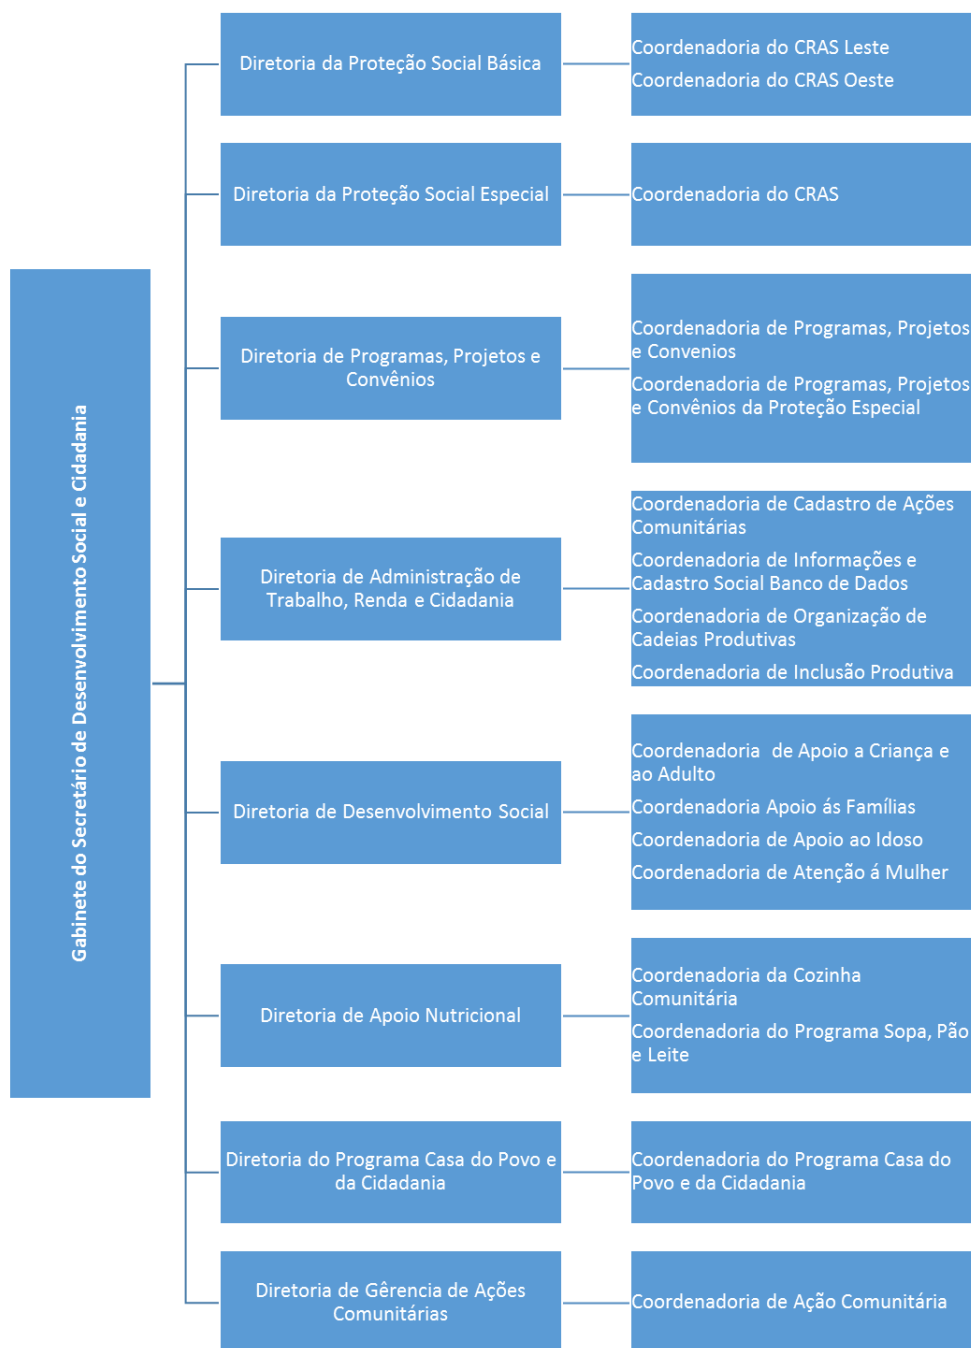 Gabinete do Secretário de Desenvolvimento Social e Cidadania
Diretoria da Proteção Social Básica
Coordenadoria do CRAS Leste
Coordenadoria do CRAS Oeste
Diretoria da Proteção Social Especial
Coordenadoria do CRAS
Diretoria de Programas, Projetos e
Convênios
Coordenadoria de Programas, Projetos
e Convenios
Coordenadoria de Programas, Projetos
e Convênios da Proteção Especial
Diretoria de Administração de
Trabalho, Renda e Cidadania
Coordenadoria de Cadastro de Ações
Comunitárias
Coordenadoria de Informações e
Cadastro Social Banco de Dados
Coordenadoria de Organização de
Cadeias Produtivas
Coordenadoria de Inclusão Produtiva
Diretoria de Desenvolvimento Social
Coordenadoria  de Apoio a Criança e
ao Adulto
Coordenadoria Apoio ás Famílias
Coordenadoria de Apoio ao Idoso
Coordenadoria de Atenção á Mulher
Diretoria de Apoio Nutricional
Coordenadoria da Cozinha
Comunitária
Coordenadoria do Programa Sopa, Pão
e Leite
Diretoria do Programa Casa do Povo e
da Cidadania
Coordenadoria do Programa Casa do
Povo e da Cidadania
Diretoria de Gêrencia de Ações
Comunitárias
Coordenadoria de Ação Comunitária